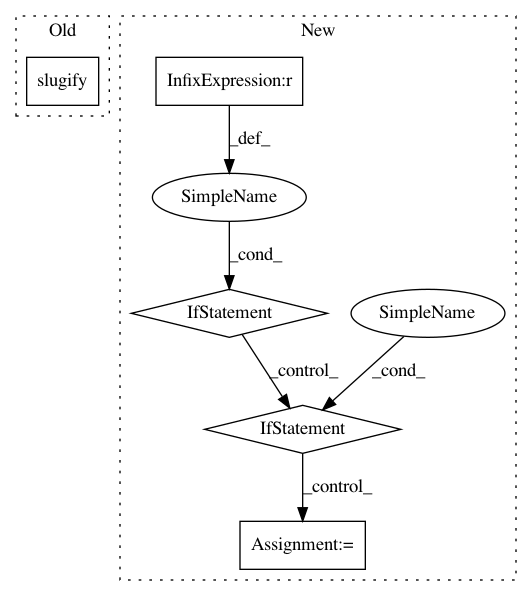 Old
New
slugify
InfixExpression:r
_def_
SimpleName
_cond_
IfStatement
SimpleName
_control_
_cond_
IfStatement
_control_
Assignment:=